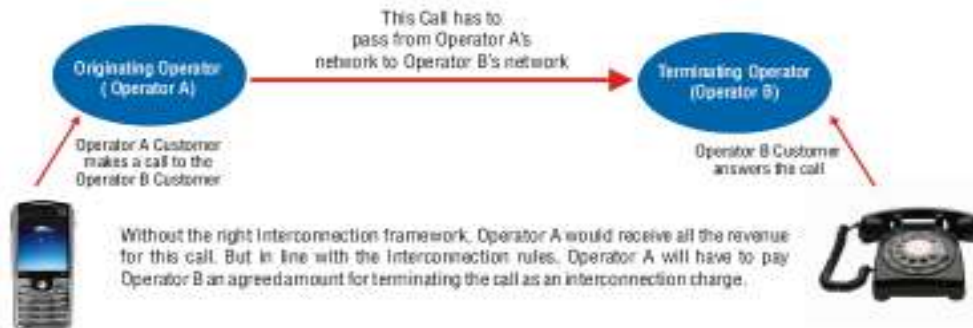 This Call has to
pass from Operator A's
network to Operator B's network
Originating Operator
( Operator A)
Terminating Operator
(Operator B)
Operator A Customer
makes a call to the
Operator B Customer
Operator B Customer
answers the call
Without the right Interconnection framework, Operator A would receive all the revenue
for this call. But in line with the Interconnection rules, Operator A will have to pay
Operator B an agreed amount for terminating the call as an interconnection charge.